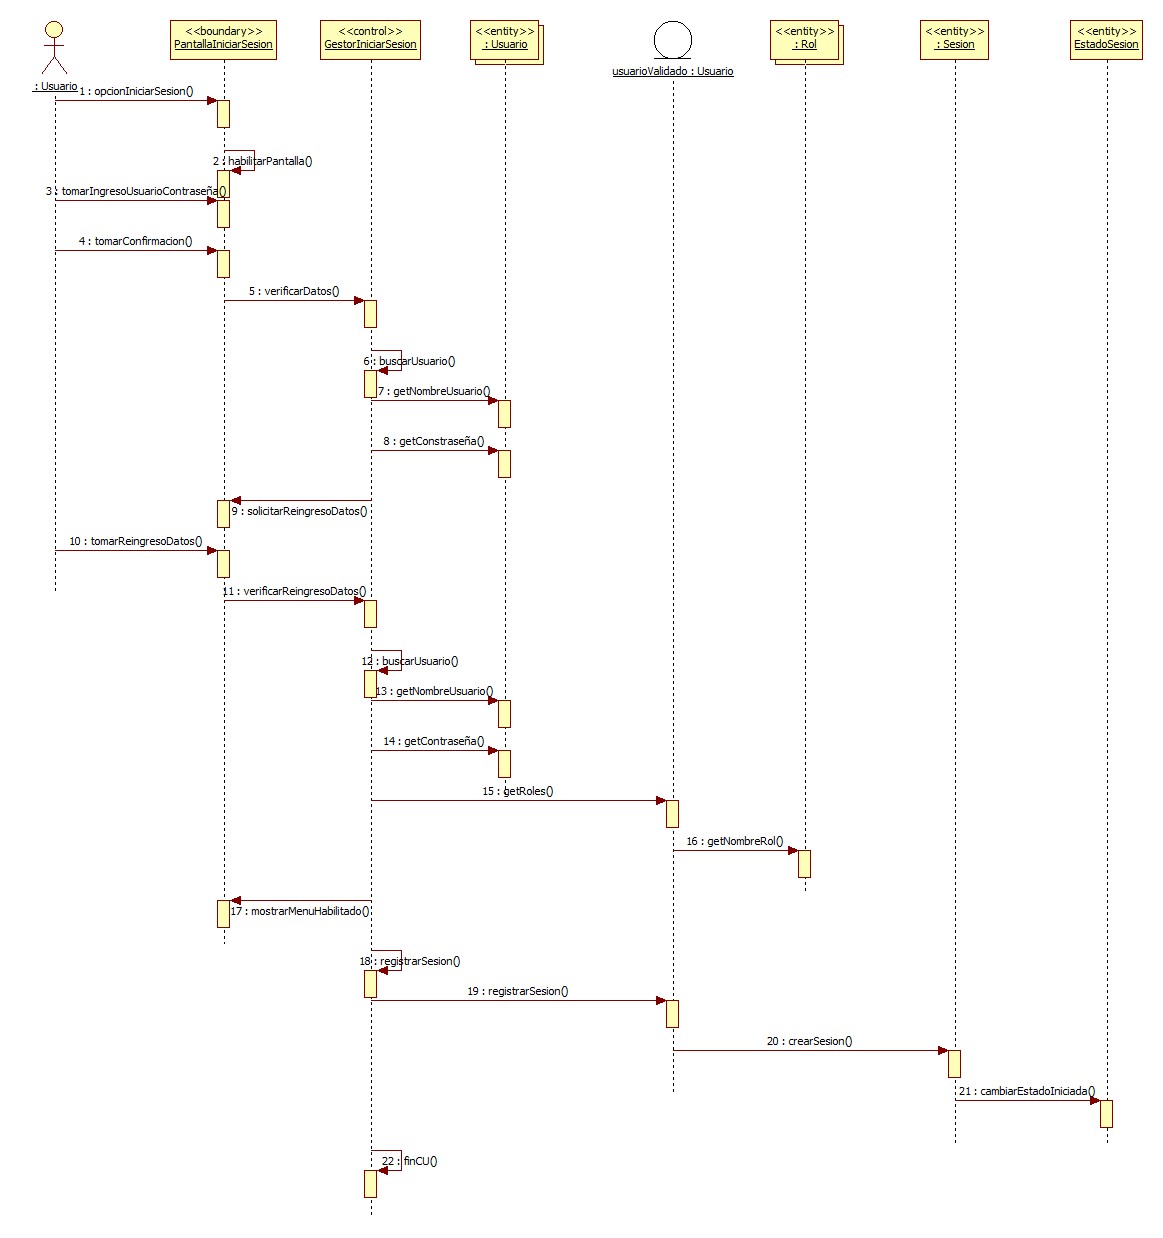 <<boundary>>
PantallaIniciarSesion
<<control>>
GestorIniciarSesion
<<entity>>
: Usuario
usuarioValidado : Usuario
<<entity>>
: Rol
<<entity>>
: Sesion
<<entity>>
EstadoSesion
: Usuario
1 : opcionIniciarSesion()
2 : habilitarPantalla()
3 : tomarIngresoUsuarioContraseña()
4 : tomarConfirmacion()
5 : verificarDatos()
6 : buscarUsuario()
7 : getNombreUsuario()
8 : getConstraseña()
9 : solicitarReingresoDatos()
10 : tomarReingresoDatos()
11 : verificarReingresoDatos()
12 : buscarUsuario()
13 : getNombreUsuario()
14 : getContraseña()
15 : getRoles()
16 : getNombreRol()
17 : mostrarMenuHabilitado()
18 : registrarSesion()
19 : registrarSesion()
20 : crearSesion()
21 : cambiarEstadoIniciada()
22 : finCU()